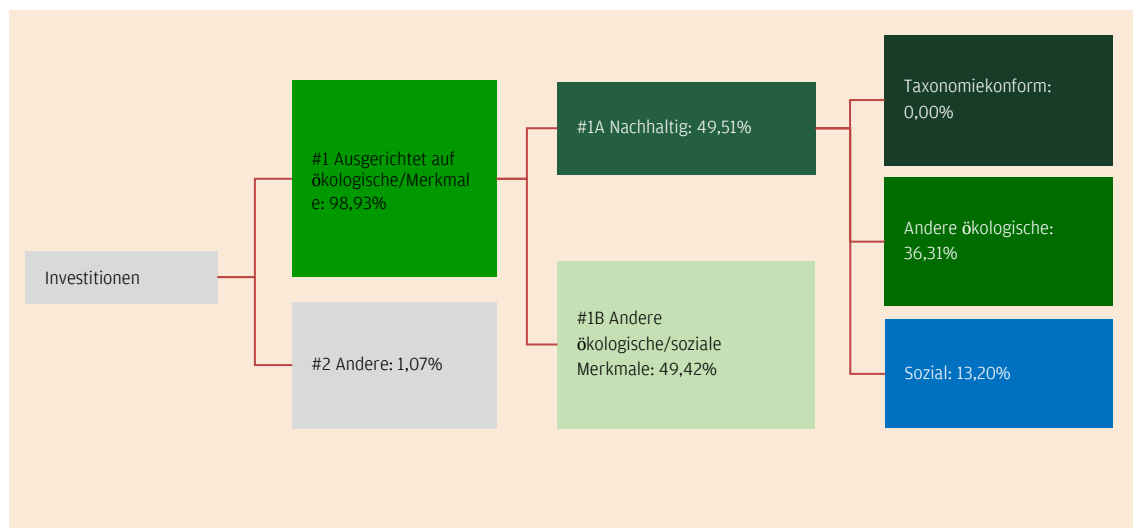 Investitionen
#1 Ausgerichtet auf
ökologische/Merkmal
e: 98,93%
#2 Andere: 1,07%
#1A Nachhaltig: 49,51%
#1B Andere
ökologische/soziale
Merkmale: 49,42%
Taxonomiekonform:
0,00%
Andere ökologische:
36,31%
Sozial: 13,20%